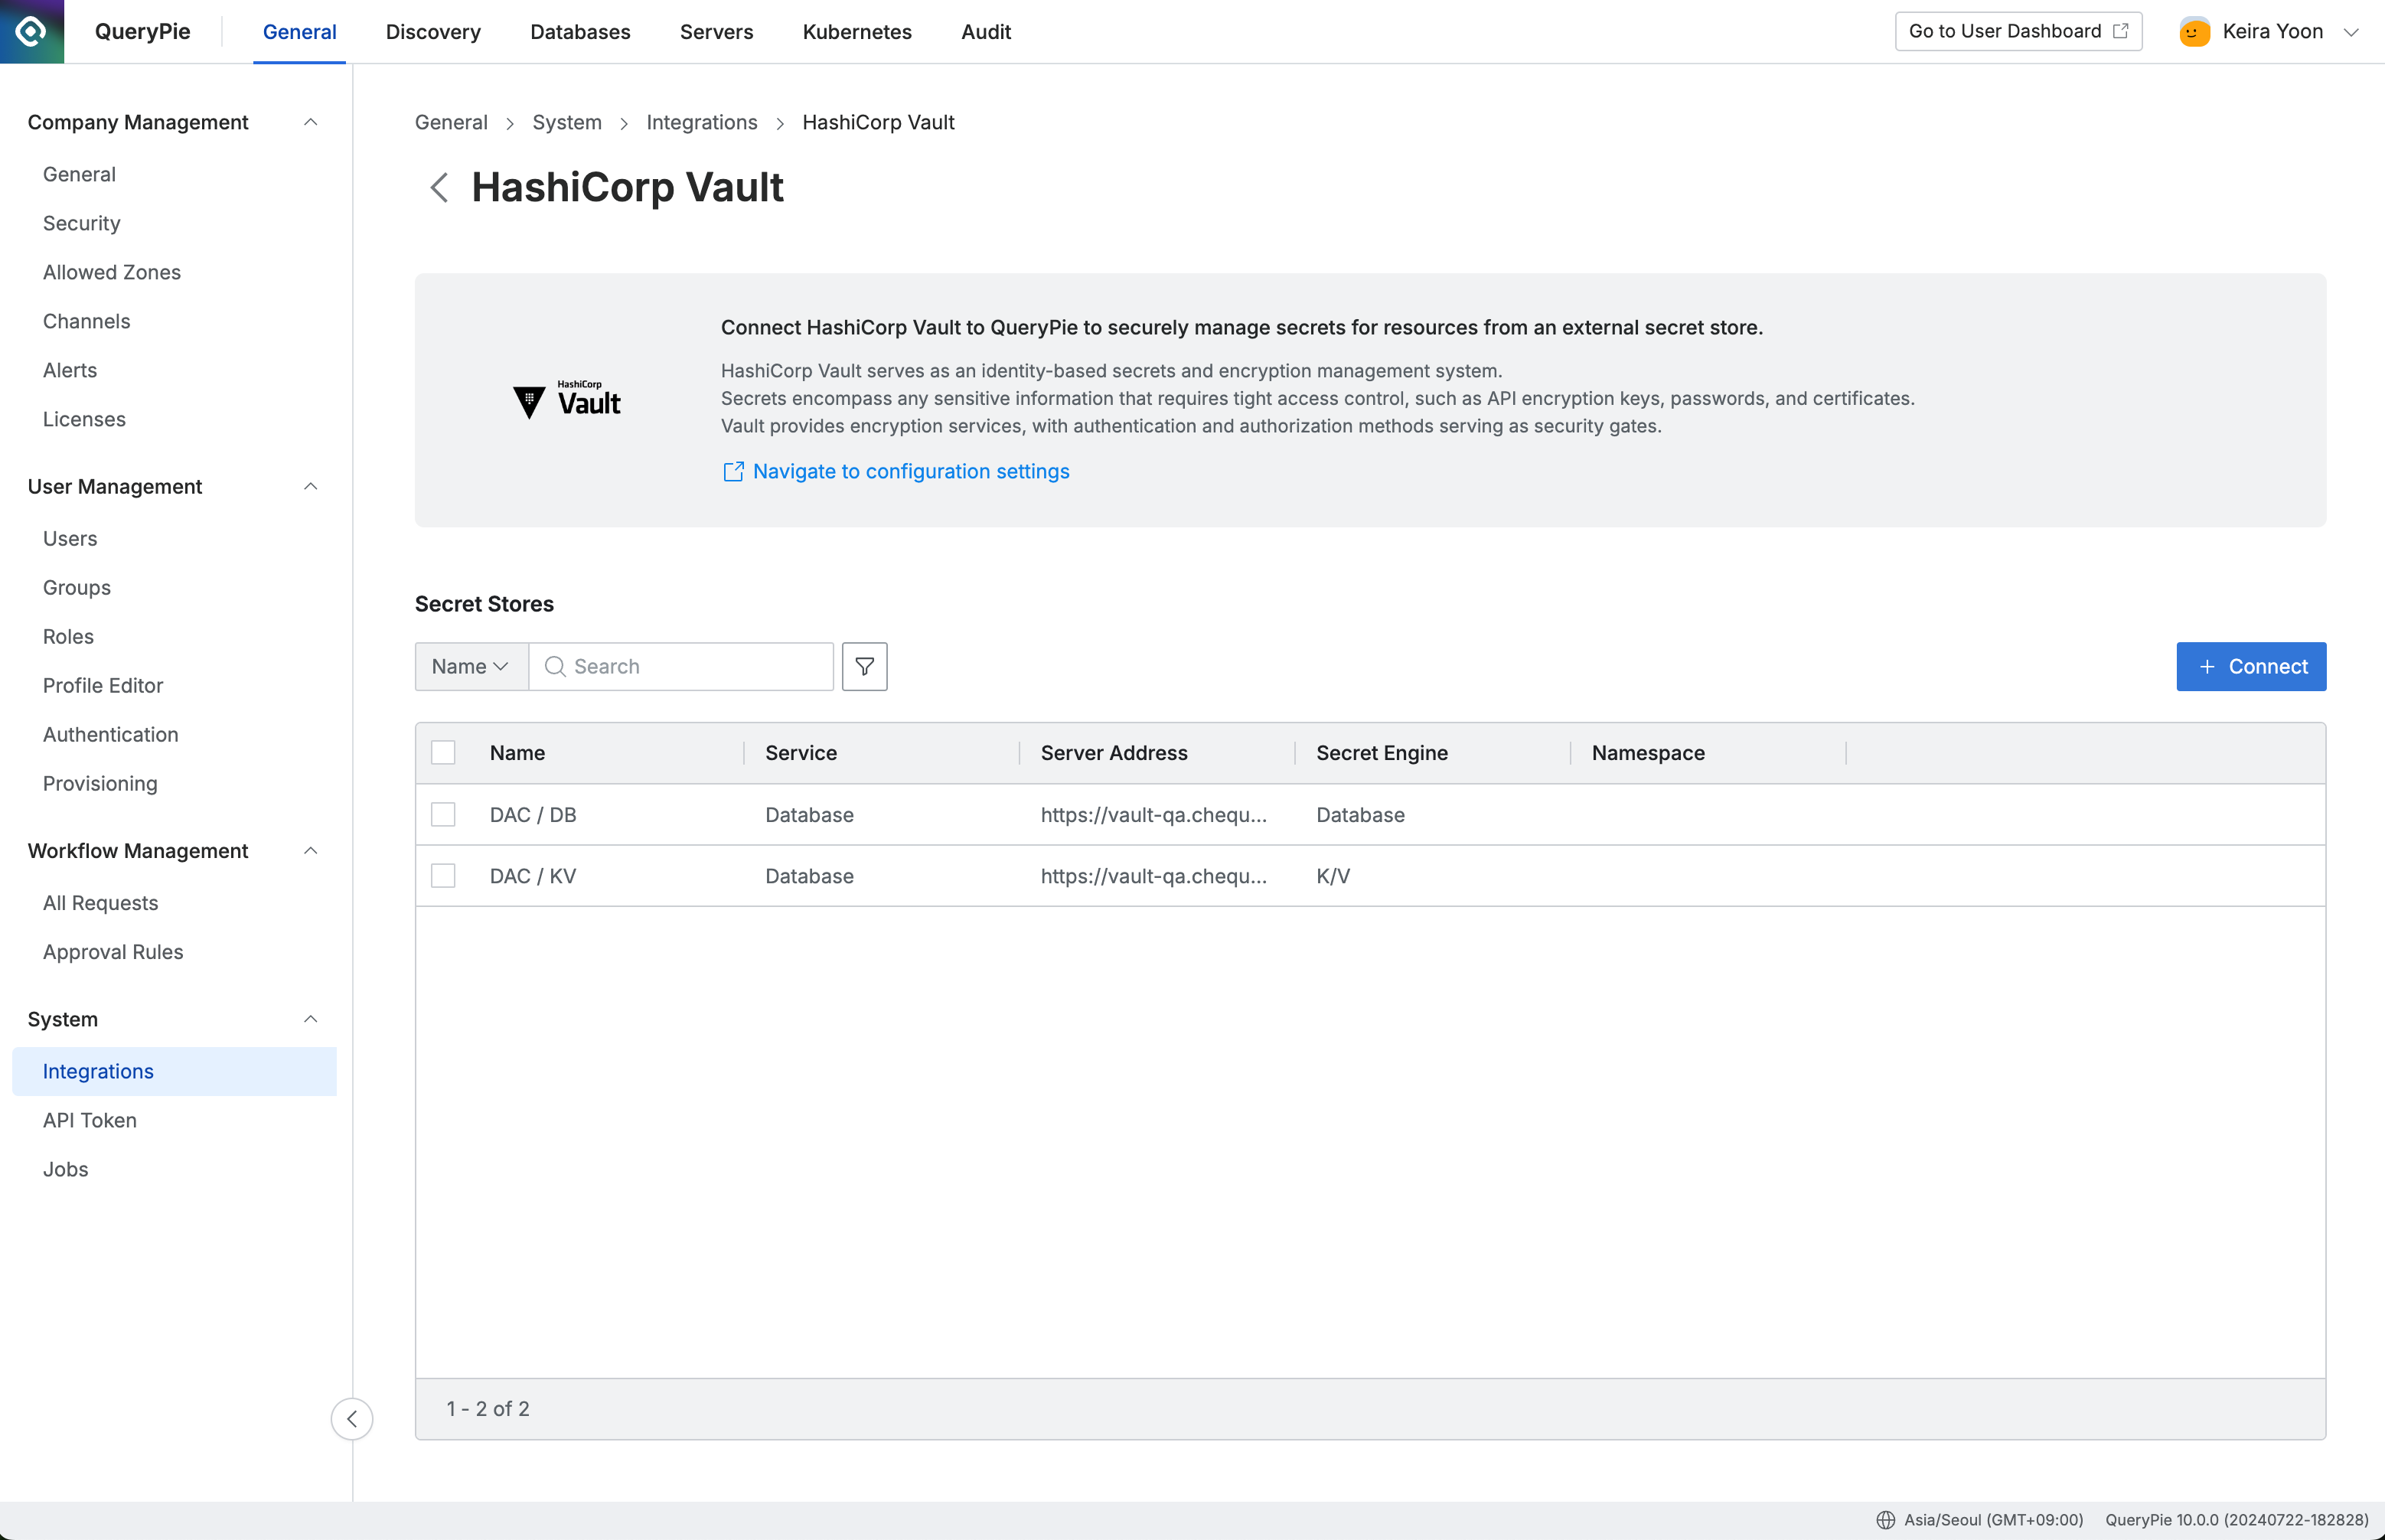 QueryPie
General
Discovery
Databases
Servers
Kubernetes
Audit
Go to User Dashboard
Keira Yoon
Company Management
General
Security
Allowed Zones
Channels
Alerts
Licenses
User Management
Users
Groups
Roles
Profile Editor
Authentication
Provisioning
Workflow Management
All Requests
Approval Rules
System
Integrations
API Token
Jobs
General > System > Integrations > HashiCorp Vault
HashiCorp Vault
HashiCorp
Vault
Connect HashiCorp Vault to QueryPie to securely manage secrets for resources from an external secret store.
HashiCorp Vault serves as an identity-based secrets and encryption management system.
Secrets encompass any sensitive information that requires tight access control, such as API encryption keys, passwords, and certificates.
Vault provides encryption services, with authentication and authorization methods serving as security gates.
Navigate to configuration settings
Secret Stores
Name
Search
+ Connect
Name Service Server Address Secret Engine Namespace
DAC / DB Database https://vault-qa.chequ... Database
DAC / KV Database https://vault-qa.chequ... K/V
1 - 2 of 2
Asia/Seoul (GMT+09:00) QueryPie 10.0.0 (20240722-182828)